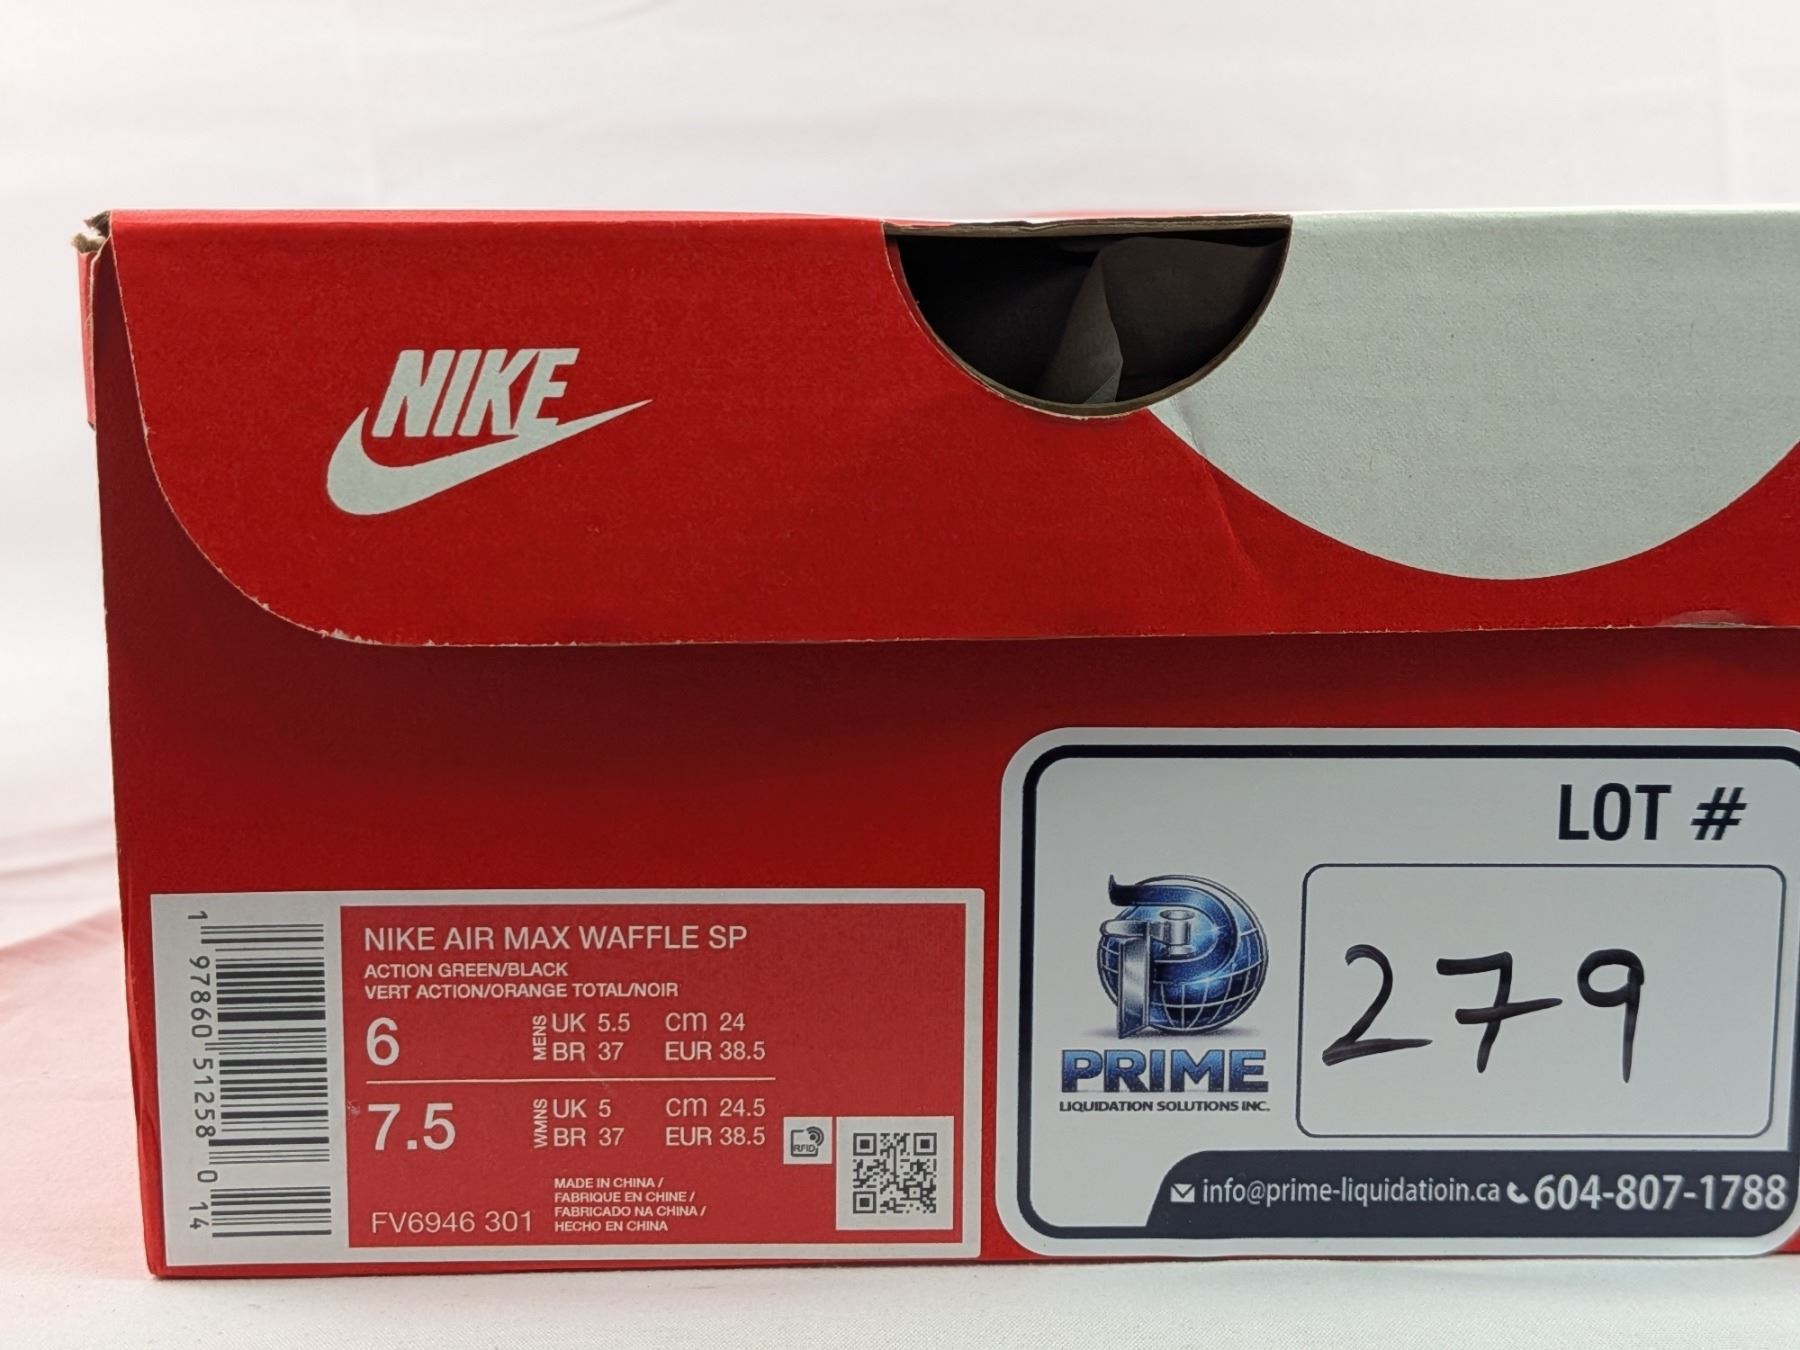 NIKE
LOT #
279
PRIME
LIQUIDATION SOLUTIONS INC.
info@prime-liquidatioin.ca 604-807-1788
1 97860 51258 0 14
NIKE AIR MAX WAFFLE SP
ACTION GREEN/BLACK
VERT ACTION/ORANGE TOTAL/NOIR
6 MENS UK 5.5 CM 24
BR 37 EUR 38.5
7.5 WMNS UK 5 CM 24.5
BR 37 EUR 38.5
RFID
MADE IN CHINA /
FABRIQUE EN CHINE /
FABRICADO NA CHINA /
HECHO EN CHINA
FV6946 301